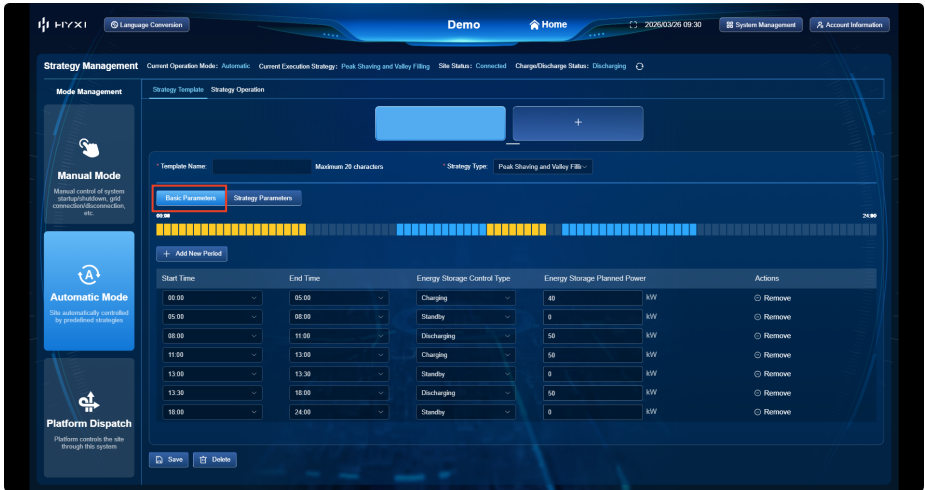 HYXI
Language Conversion
Demo
Home
2026/03/26 09:30
System Management
Account Information
Strategy Management
Current Operation Mode: Automatic
Current Execution Strategy: Peak Shaving and Valley Filling
Site Status: Connected
Charge/Discharge Status: Discharging
Mode Management
Manual Mode
Manual control of system
startup/shutdown, grid
connection/disconnection,
etc.
A
Automatic Mode
Site automatically controlled
by predefined strategies
Platform Dispatch
Platform controls the site
through this system
Strategy Template Strategy Operation
+
* Template Name: Maximum 20 characters
* Strategy Type: Peak Shaving and Valley Filli
Basic Parameters Strategy Parameters
00:00 24:00
+ Add New Period
Start Time End Time Energy Storage Control Type Energy Storage Planned Power Actions
00:00 05:00 Charging 40 kW Remove
05:00 08:00 Standby 0 kW Remove
08:00 11:00 Discharging 50 kW Remove
11:00 13:00 Charging 50 kW Remove
13:00 13:30 Standby 0 kW Remove
13:30 18:00 Discharging 50 kW Remove
18:00 24:00 Standby 0 kW Remove
Save Delete